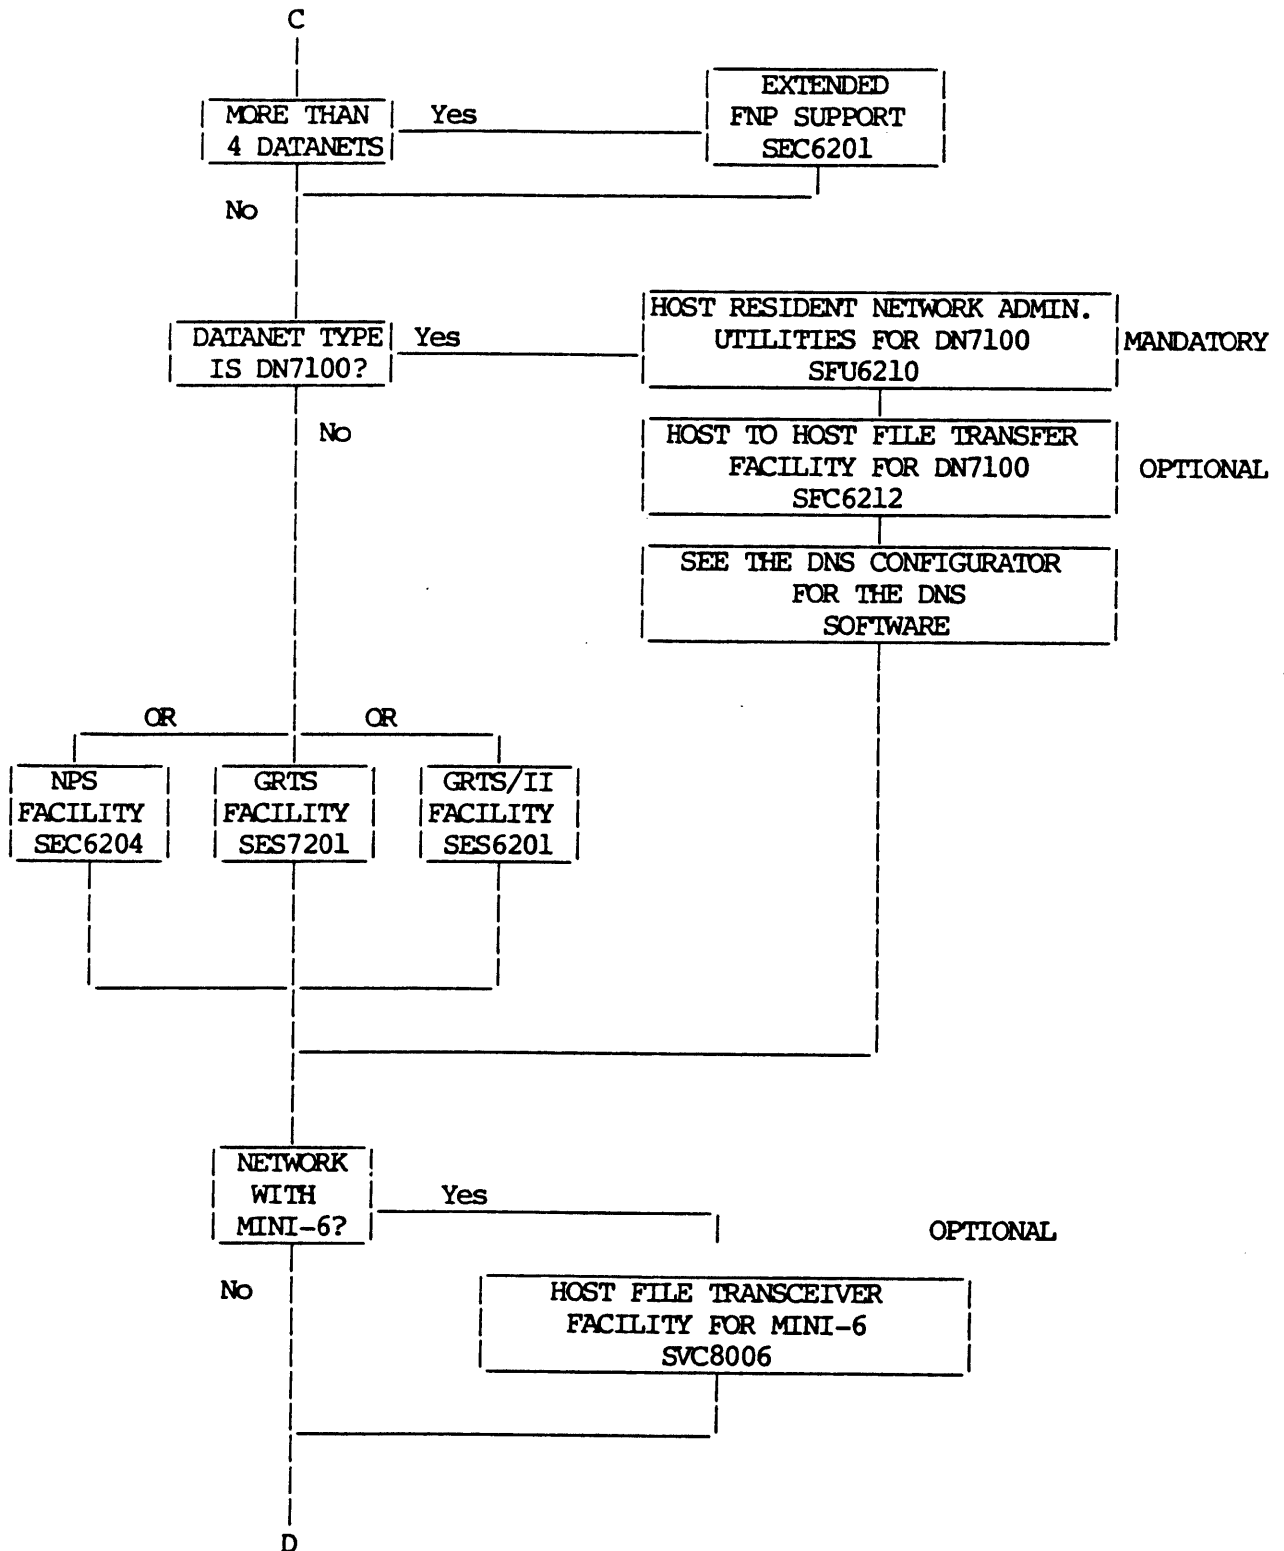 C
MORE THAN
4 DATANETS
Yes
EXTENDED
FNP SUPPORT
SEC6201
No
DATANET TYPE
IS DN7100?
Yes
HOST RESIDENT NETWORK ADMIN.
UTILITIES FOR DN7100
SFU6210
MANDATORY
No
HOST TO HOST FILE TRANSFER
FACILITY FOR DN7100
SFC6212
OPTIONAL
SEE THE DNS CONFIGURATOR
FOR THE DNS
SOFTWARE
OR
OR
NPS
FACILITY
SEC6204
GRTS
FACILITY
SES7201
GRTS/II
FACILITY
SES6201
NETWORK
WITH
MINI-6?
Yes
OPTIONAL
No
HOST FILE TRANSCEIVER
FACILITY FOR MINI-6
SVC8006
D